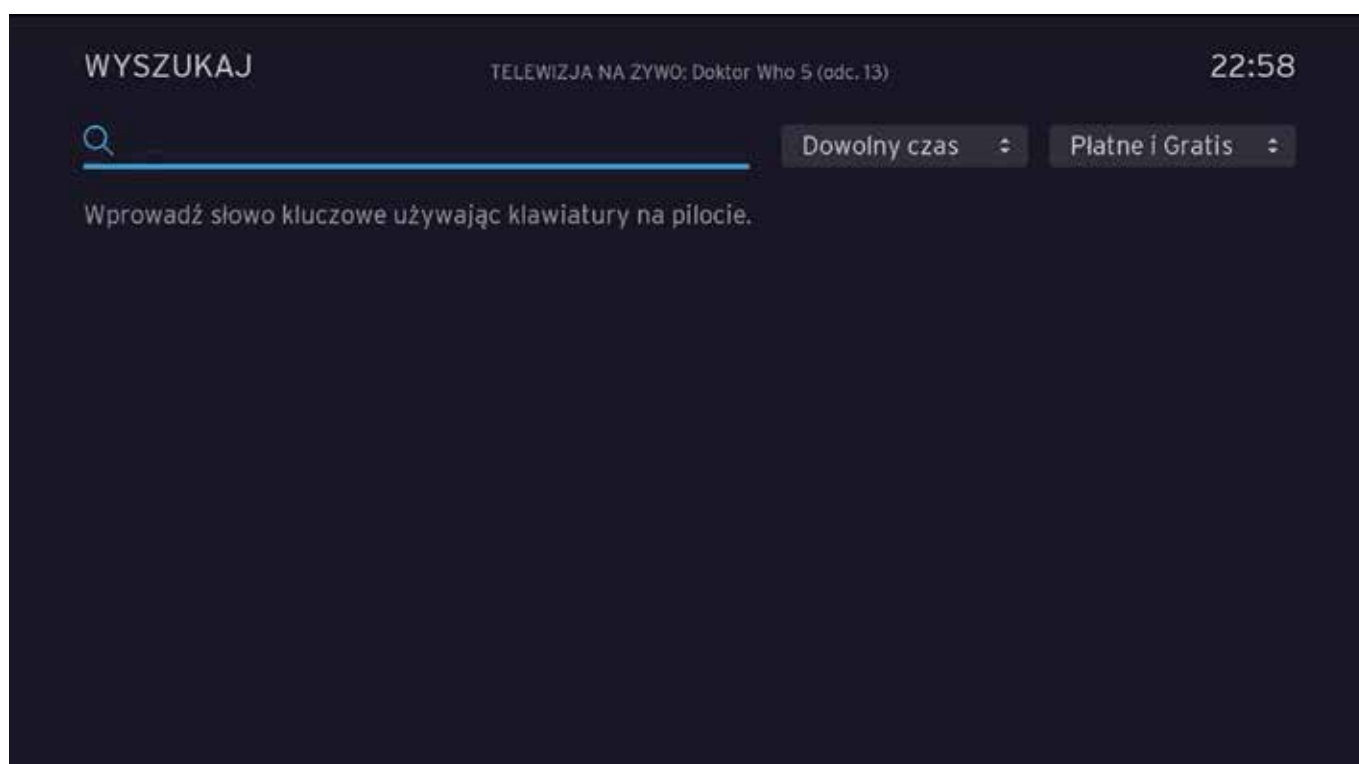 WYSZUKAJ
TELEWIZJA NA ZYWO: Doktor Who 5 (odc. 13)
22:58
Dowolny czas
Płatne i Gratis
Wprowadź słowo kluczowe używając klawiatury na pilocie.